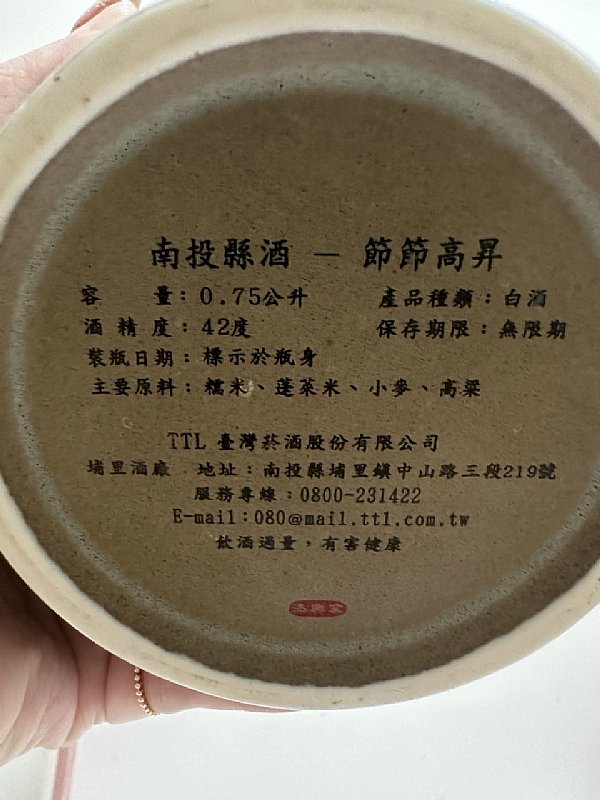 南投縣酒 — 節節高昇
容　　量：0.75公升　　產品種類：白酒
酒 精 度：42度　　保存期限：無限期
裝瓶日期：標示於瓶身
主要原料：糯米、蓬萊米、小麥、高粱
TTL 臺灣菸酒股份有限公司
埔里酒廠　地址：南投縣埔里鎮中山路三段219號
服務專線：0800-231422
E-mail：080@mail.ttl.com.tw
飲酒過量，有害健康